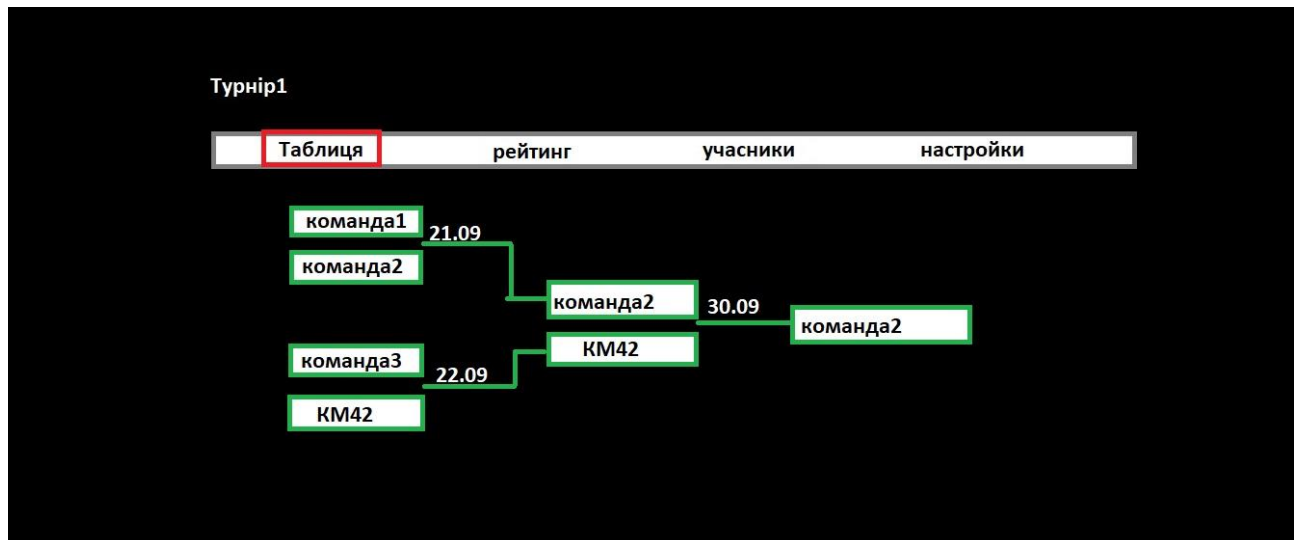 Турнір1
Таблиця рейтинг учасники настройки
команда1
21.09
команда2
команда2
30.09
команда2
КМ42
команда3
22.09
КМ42